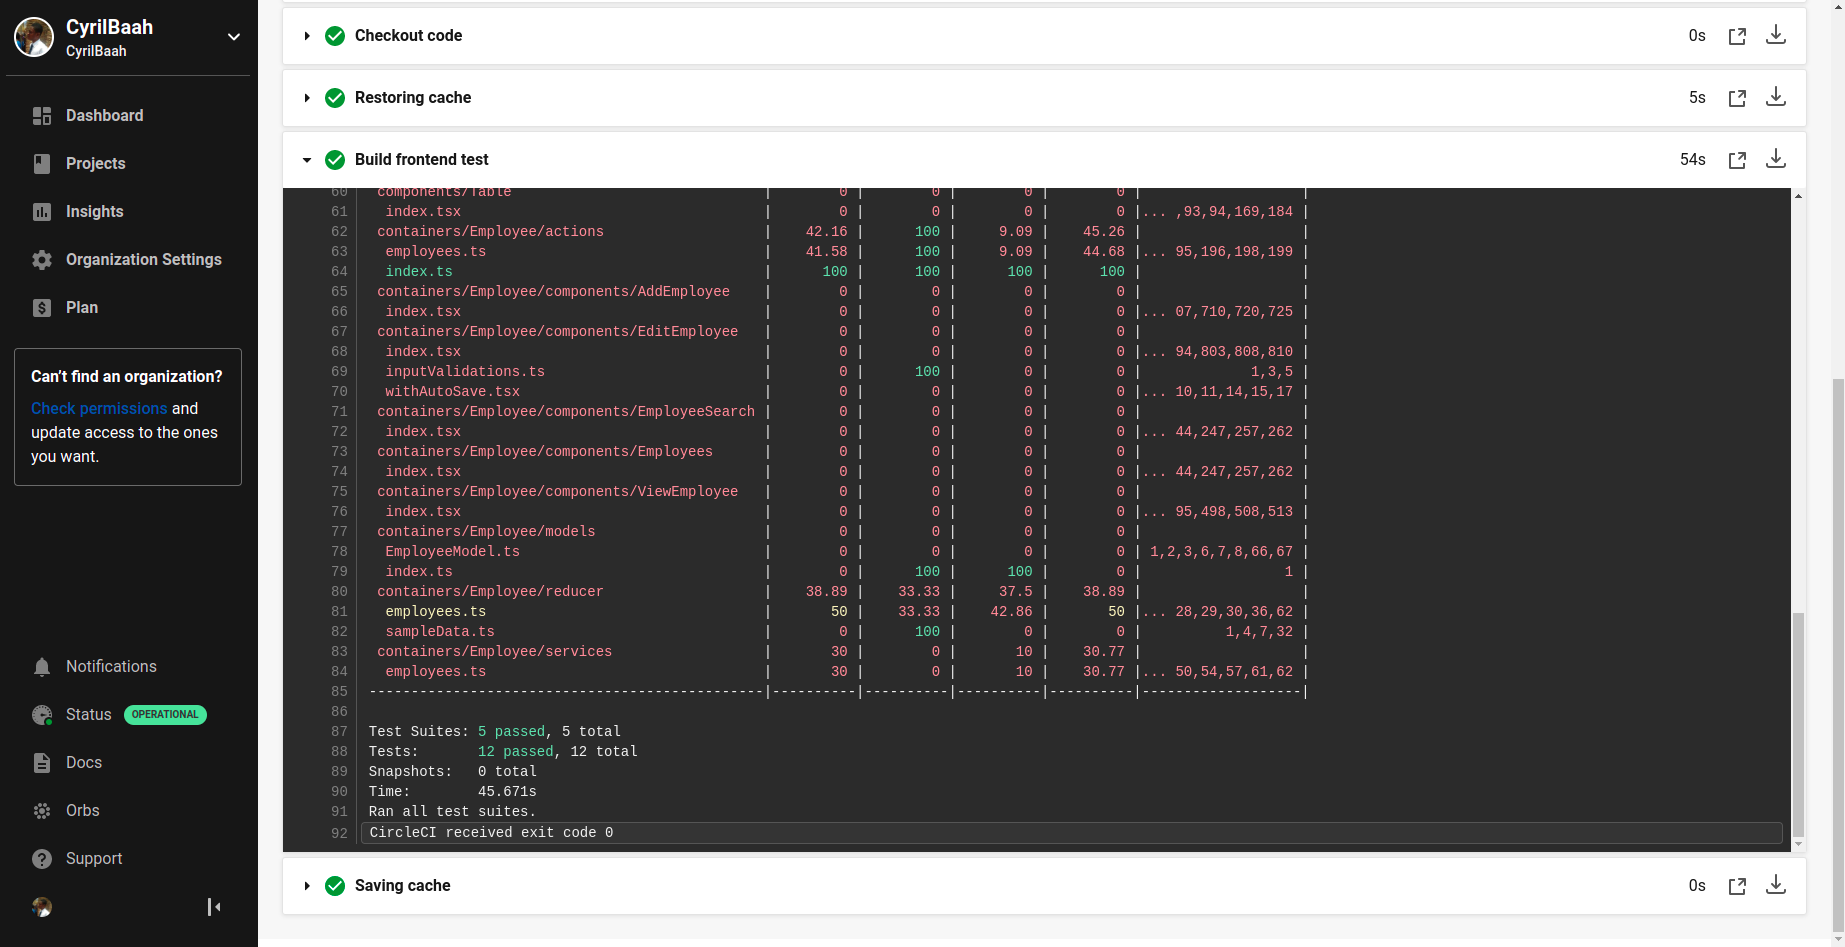 CyrilBaah
CyrilBaah
Dashboard
Projects
Insights
Organization Settings
Plan
Can't find an organization?
Check permissions and
update access to the ones
you want.
Notifications
Status OPERATIONAL
Docs
Orbs
Support
Checkout code 0s
Restoring cache 5s
Build frontend test 54s
60 components/Table | 0 | 0 | 0 | 0 | |
61 index.tsx | 0 | 0 | 0 | 0 |... ,93,94,169,184 |
62 containers/Employee/actions | 42.16 | 100 | 9.09 | 45.26 | |
63 employees.ts | 41.58 | 100 | 9.09 | 44.68 |... 95,196,198,199 |
64 index.ts | 100 | 100 | 100 | 100 | |
65 containers/Employee/components/AddEmployee | 0 | 0 | 0 | 0 | |
66 index.tsx | 0 | 0 | 0 | 0 |... 07,710,720,725 |
67 containers/Employee/components/EditEmployee | 0 | 0 | 0 | 0 | |
68 index.tsx | 0 | 0 | 0 | 0 |... 94,803,808,810 |
69 inputValidations.ts | 0 | 100 | 0 | 0 | 1,3,5 |
70 withAutoSave.tsx | 0 | 0 | 0 | 0 |... 10,11,14,15,17 |
71 containers/Employee/components/EmployeeSearch | 0 | 0 | 0 | 0 | |
72 index.tsx | 0 | 0 | 0 | 0 |... 44,247,257,262 |
73 containers/Employee/components/Employees | 0 | 0 | 0 | 0 | |
74 index.tsx | 0 | 0 | 0 | 0 |... 44,247,257,262 |
75 containers/Employee/components/ViewEmployee | 0 | 0 | 0 | 0 | |
76 index.tsx | 0 | 0 | 0 | 0 |... 95,498,508,513 |
77 containers/Employee/models | 0 | 0 | 0 | 0 | |
78 EmployeeModel.ts | 0 | 0 | 0 | 0 | 1,2,3,6,7,8,66,67 |
79 index.ts | 0 | 100 | 100 | 0 | 1 |
80 containers/Employee/reducer | 38.89 | 33.33 | 37.5 | 38.89 | |
81 employees.ts | 50 | 33.33 | 42.86 | 50 |... 28,29,30,36,62 |
82 sampleData.ts | 0 | 100 | 0 | 0 | 1,4,7,32 |
83 containers/Employee/services | 30 | 0 | 10 | 30.77 | |
84 employees.ts | 30 | 0 | 10 | 30.77 |... 50,54,57,61,62 |
85 -----------------------------------------------|----------|----------|----------|----------|-------------------|
86
87 Test Suites: 5 passed, 5 total
88 Tests: 12 passed, 12 total
89 Snapshots: 0 total
90 Time: 45.671s
91 Ran all test suites.
92 CircleCI received exit code 0
Saving cache 0s